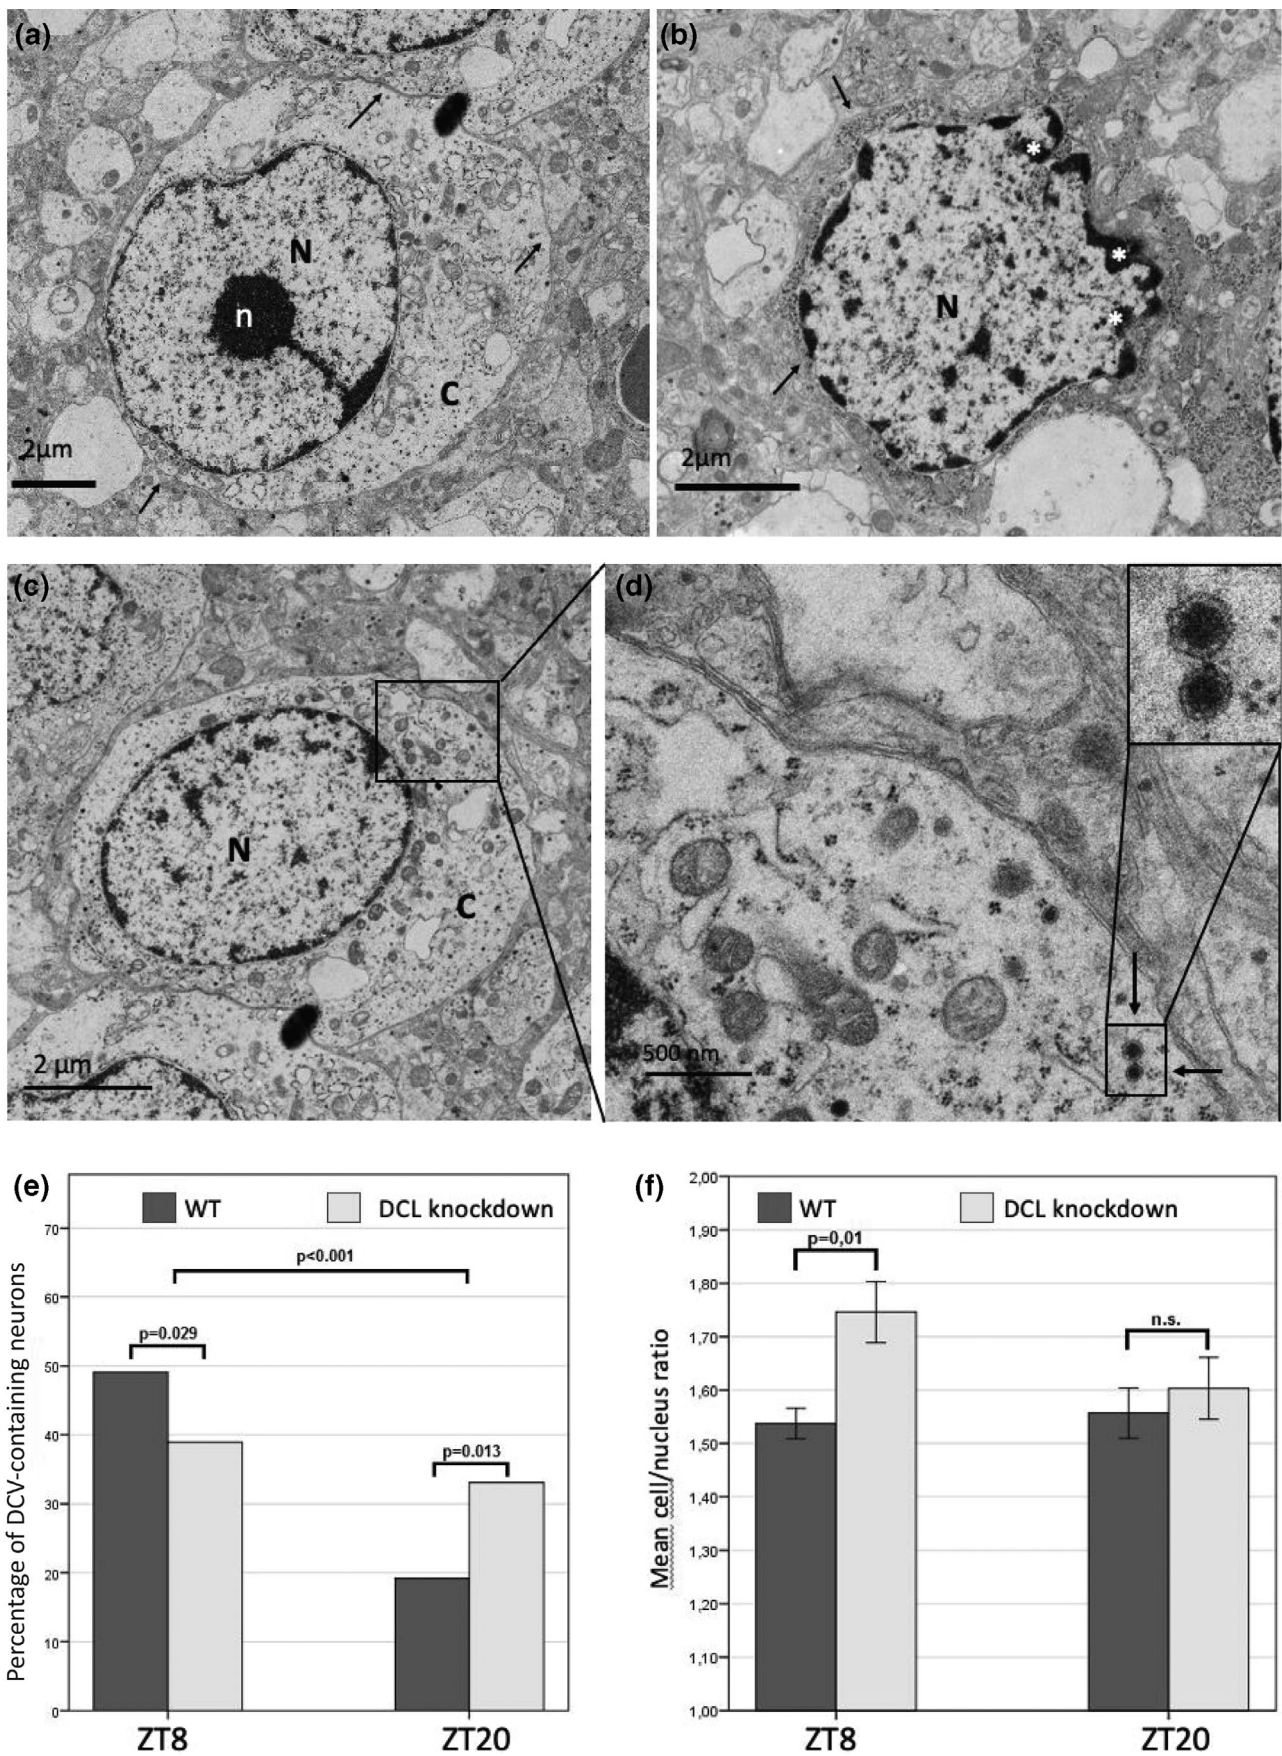 (a)
N
n
C
2µm
(b)
*
*
*
N
2µm
(c)
N
C
2 µm
(d)
500 nm
(e)
WT
DCL knockdown
Percentage of DCV-containing neurons
70
60
50
40
30
20
10
0
p<0.001
p=0.029
p=0.013
ZT8
ZT20
(f)
WT
DCL knockdown
Mean cell/nucleus ratio
2,00
1,90
1,80
1,70
1,60
1,50
1,40
1,30
1,20
1,10
1,00
p=0,01
n.s.
ZT8
ZT20